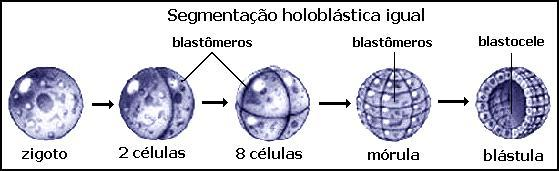 Segmentação holoblástica igual
blastômeros
blastômeros
blastocele
zigoto
2 células
8 células
mórula
blástula